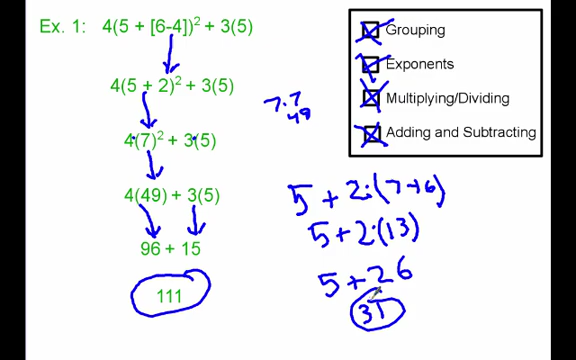 Ex. 1: 4(5 + [6-4])² + 3(5)
4(5 + 2)² + 3(5)
4·(7)² + 3·(5)
4(49) + 3(5)
96 + 15
111
7·7
49
Grouping
Exponents
Multiplying/Dividing
Adding and Subtracting
5 + 2·(7+6)
5 + 2·(13)
5 + 26
31